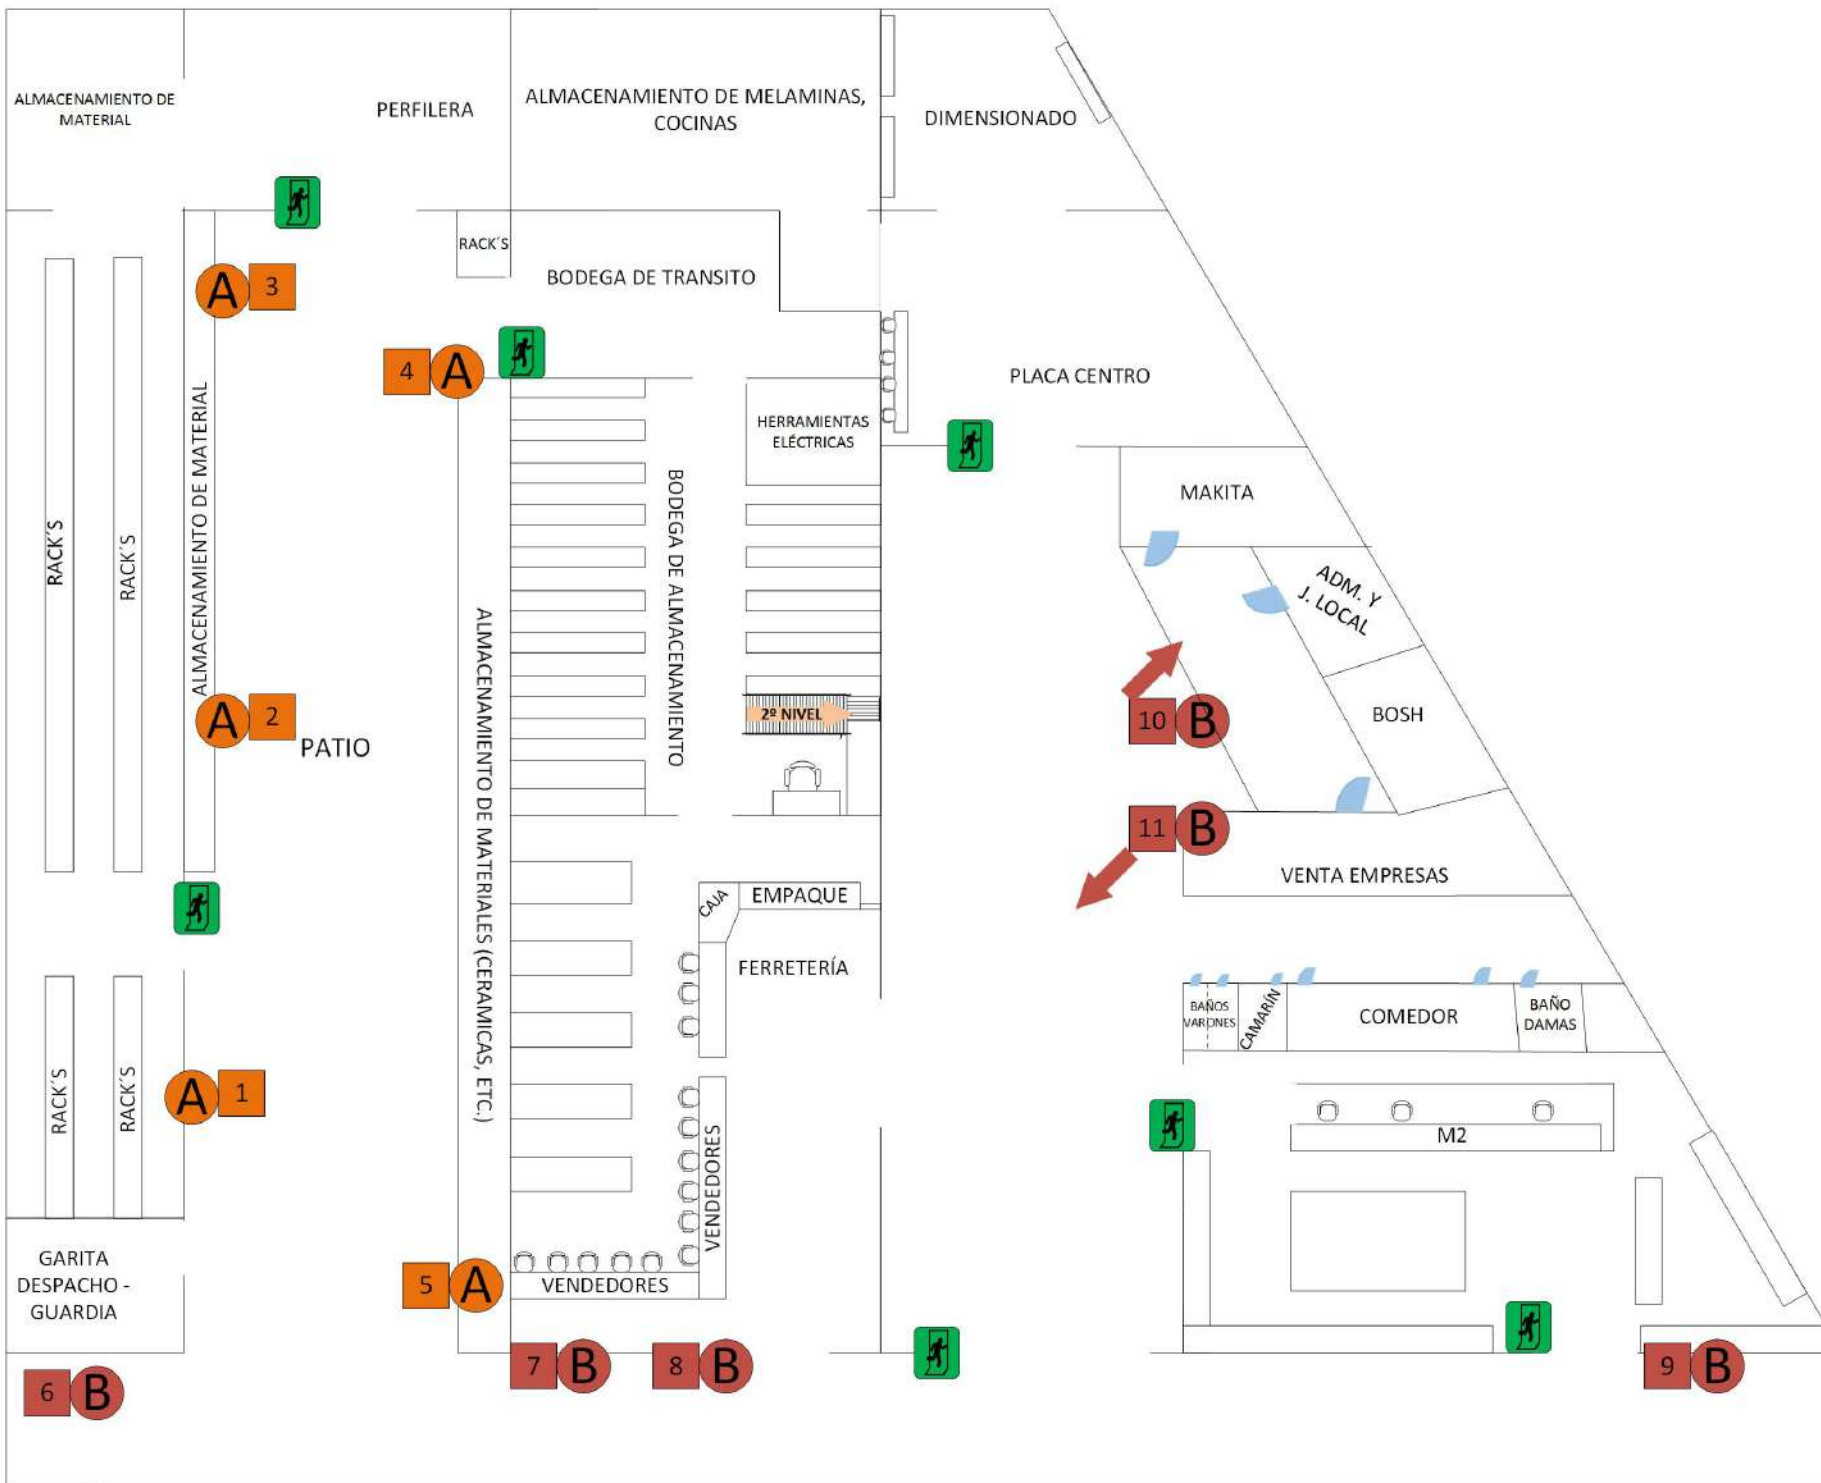 ALMACENAMIENTO DE
MATERIAL
PERFILERA
ALMACENAMIENTO DE MELAMINAS,
COCINAS
DIMENSIONADO
RACK´S
BODEGA DE TRANSITO
A 3
4 A
PLACA CENTRO
HERRAMIENTAS
ELÉCTRICAS
MAKITA
RACK´S
RACK´S
ALMACENAMIENTO DE MATERIAL
BODEGA DE ALMACENAMIENTO
ADM. Y
J. LOCAL
A 2
PATIO
2º NIVEL
10 B
BOSH
ALMACENAMIENTO DE MATERIALES (CERAMICAS, ETC.)
11 B
VENTA EMPRESAS
CAJA
EMPAQUE
FERRETERÍA
BAÑOS
VARONES
CAMARÍN
COMEDOR
BAÑO
DAMAS
RACK´S
RACK´S
A 1
M2
VENDEDORES
GARITA
DESPACHO -
GUARDIA
5 A
VENDEDORES
6 B
7 B
8 B
9 B